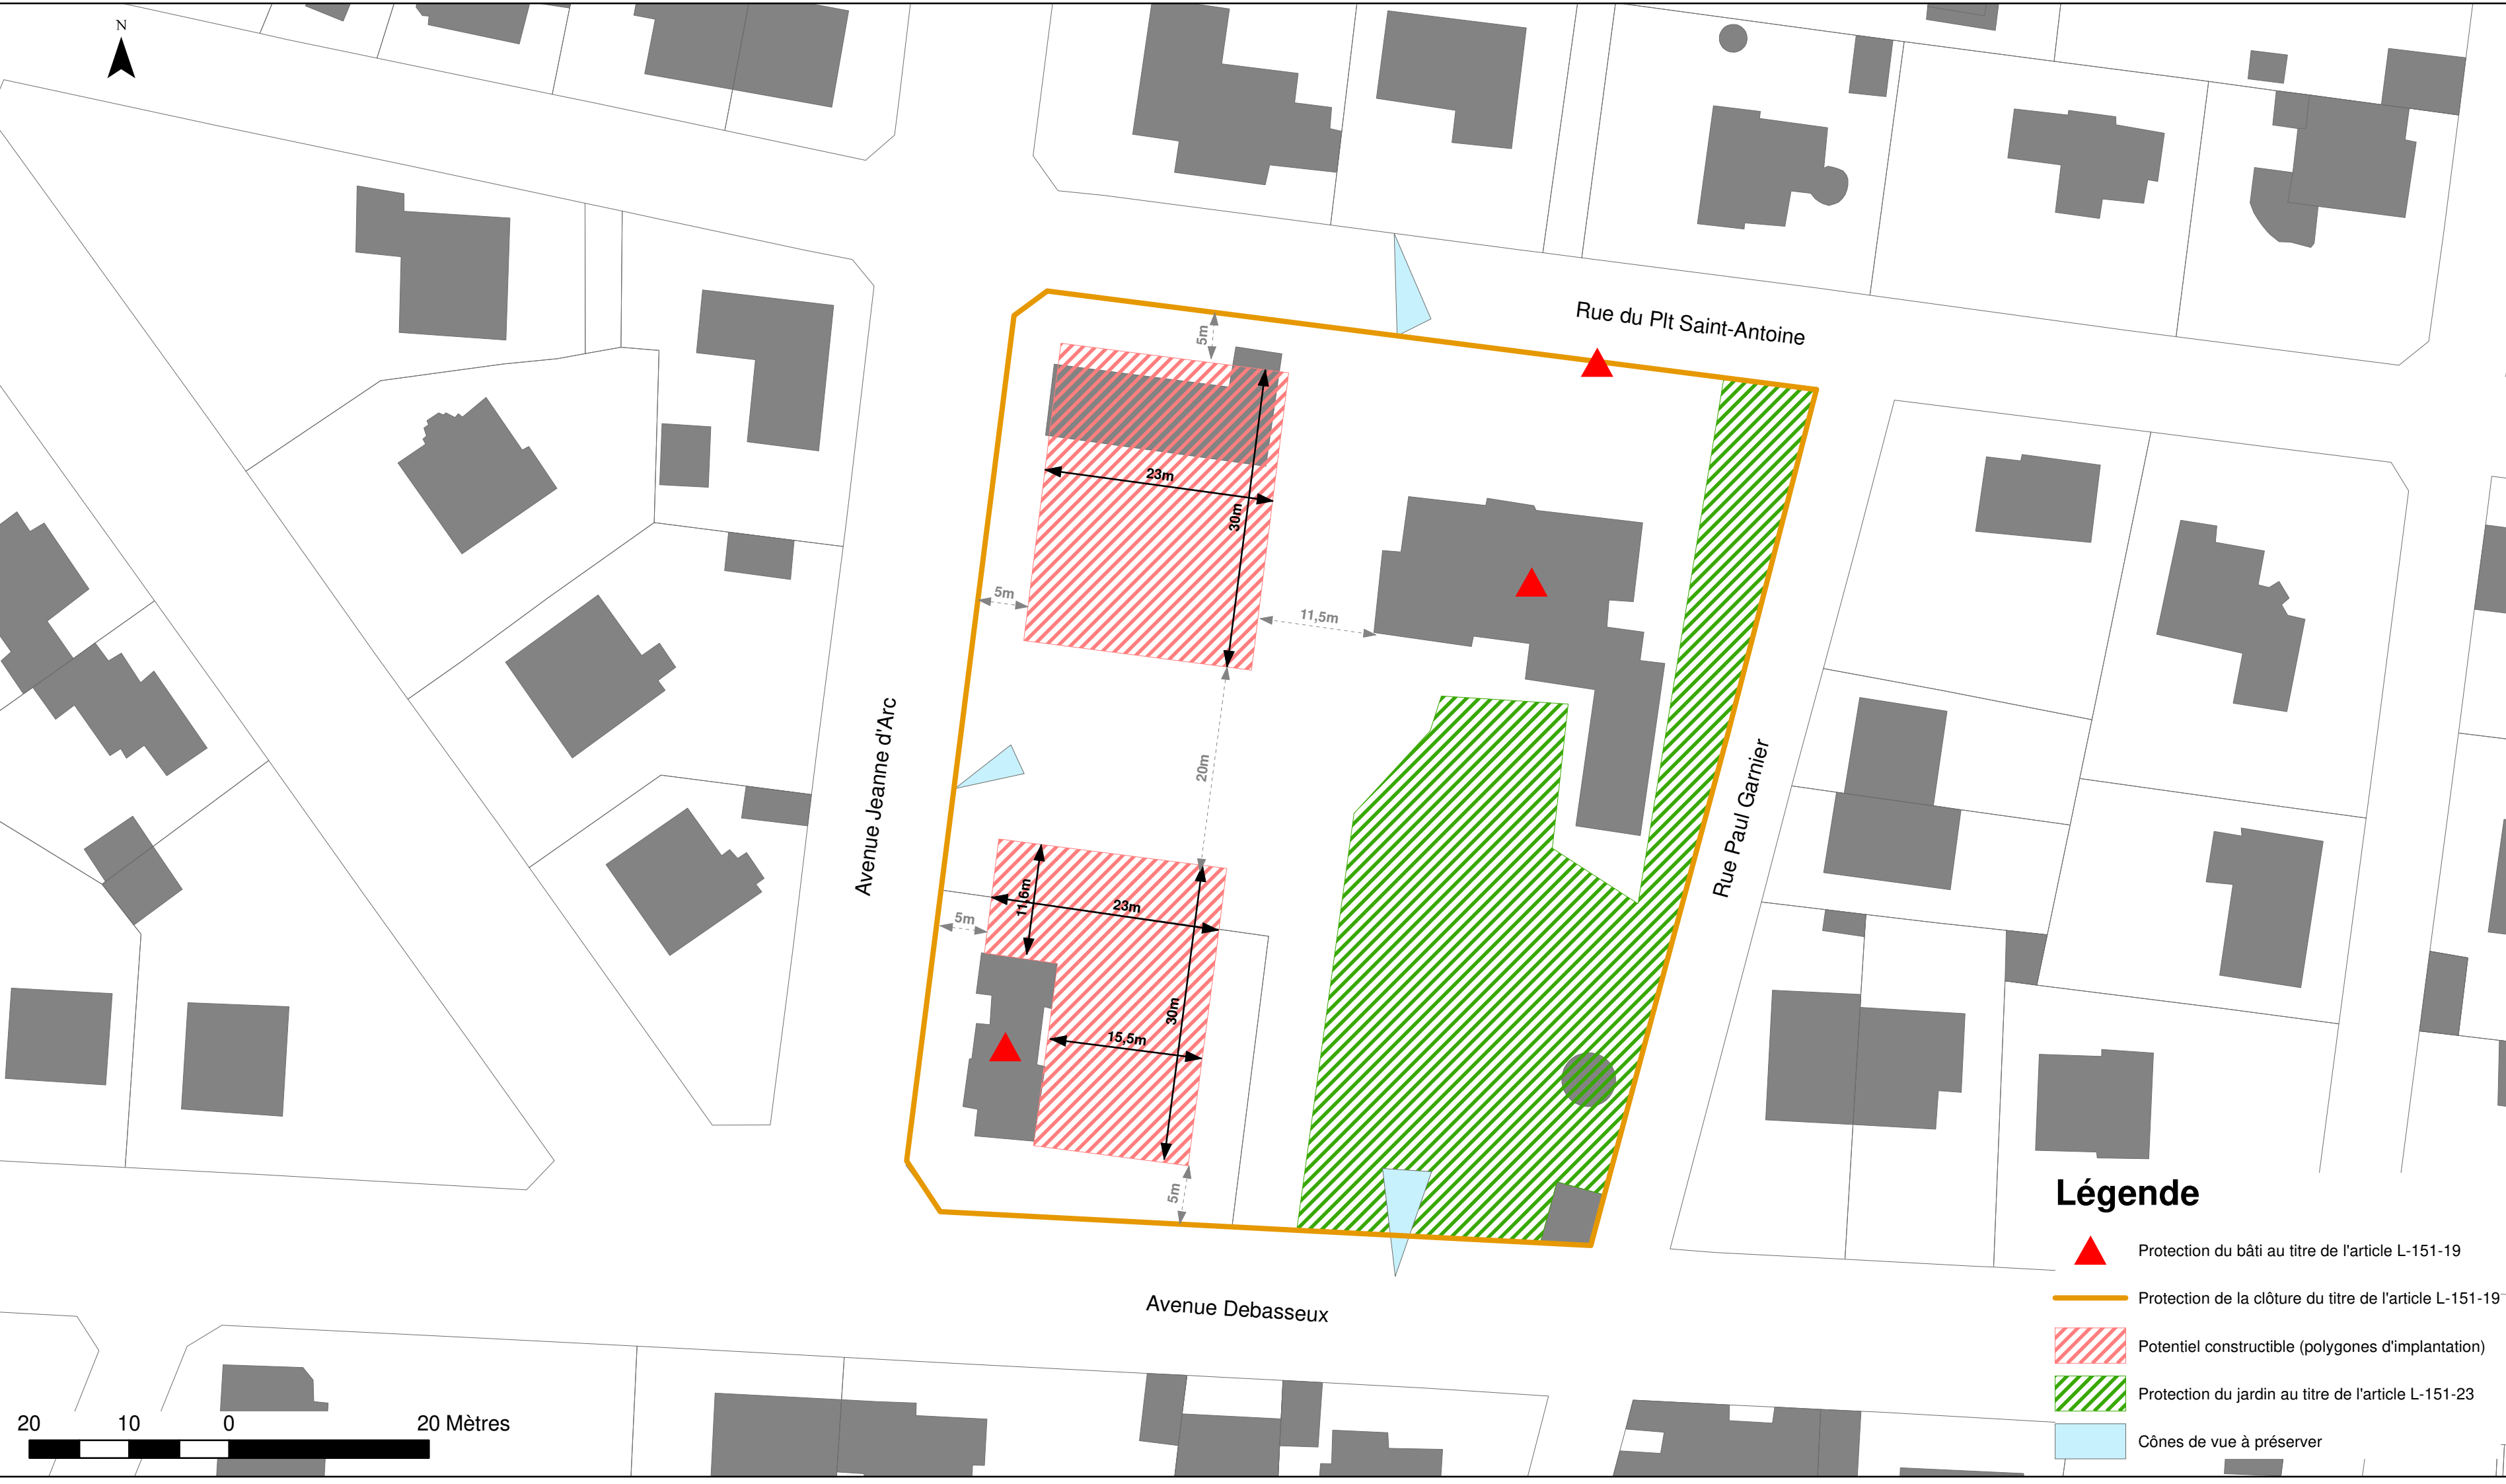 N
Rue du Plt Saint-Antoine
5m
23m
30m
5m
11,5m
Avenue Jeanne d'Arc
20m
Rue Paul Garnier
11,6m
23m
5m
30m
15,5m
5m
Avenue Debasseux
Légende
Protection du bâti au titre de l'article L-151-19
Protection de la clôture du titre de l'article L-151-19
Potentiel constructible (polygones d'implantation)
Protection du jardin au titre de l'article L-151-23
Cônes de vue à préserver
20 10 0 20 Mètres